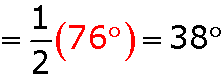 = 1/2 (76°) = 38°